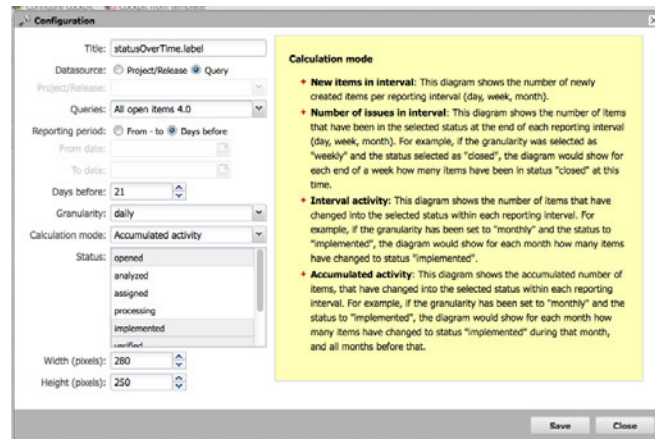 Configure cockpit Cockpit from template
Configuration
Title: statusOverTime.label
Datasource: Project/Release Query
Project/Release:
Queries: All open items 4.0
Reporting period: From - to Days before
From date:
To date:
Days before: 21
Granularity: daily
Calculation mode: Accumulated activity
Status: opened
analyzed
assigned
processing
implemented
verified
Width (pixels): 280
Height (pixels): 250
Calculation mode
New items in interval: This diagram shows the number of newly
created items per reporting interval (day, week, month).
Number of issues in interval: This diagram shows the number of items
that have been in the selected status at the end of each reporting interval
(day, week, month). For example, if the granularity was selected as
"weekly" and the status selected as "closed", the diagram would show for
each end of a week how many items have been in status "closed" at this
time.
Interval activity: This diagram shows the number of items that have
changed into the selected status within each reporting interval. For
example, if the granularity has been set to "monthly" and the status to
"implemented", the diagram would show for each month how many items
have changed to status "implemented".
Accumulated activity: This diagram shows the accumulated number of
items, that have changed into the selected status within each reporting
interval. For example, if the granularity has been set to "monthly" and the
status to "implemented", the diagram would show for each month how
many items have changed to status "implemented" during that month,
and all months before that.
Save Close